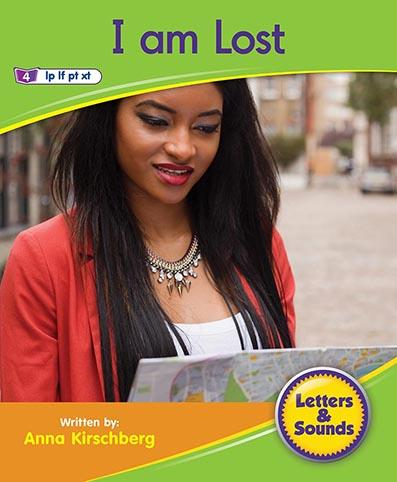 I am Lost
4 lp lf pt xt
Letters
&
Sounds
Written by:
Anna Kirschberg